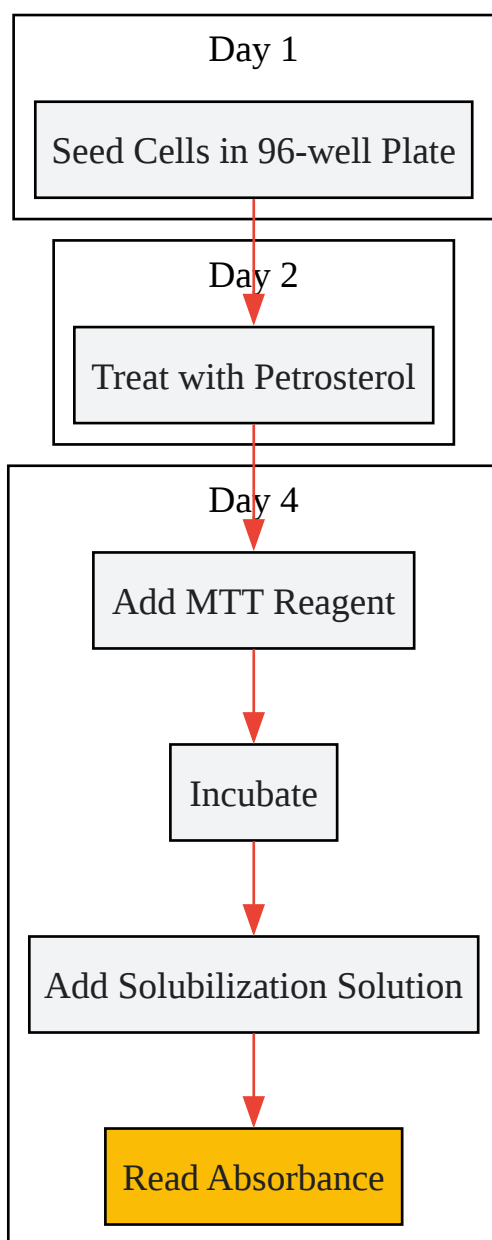 Day 1
Seed Cells in 96-well Plate
Day 2
Treat with Petrosterol
Day 4
Add MTT Reagent
Incubate
Add Solubilization Solution
Read Absorbance